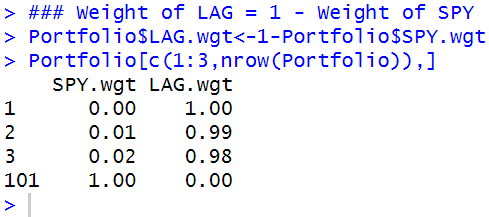 > ### Weight of LAG = 1 - Weight of SPY
> Portfolio$LAG.wgt<-1-Portfolio$SPY.wgt
> Portfolio[c(1:3,nrow(Portfolio)),]
    SPY.wgt LAG.wgt
1      0.00    1.00
2      0.01    0.99
3      0.02    0.98
101    1.00    0.00
>